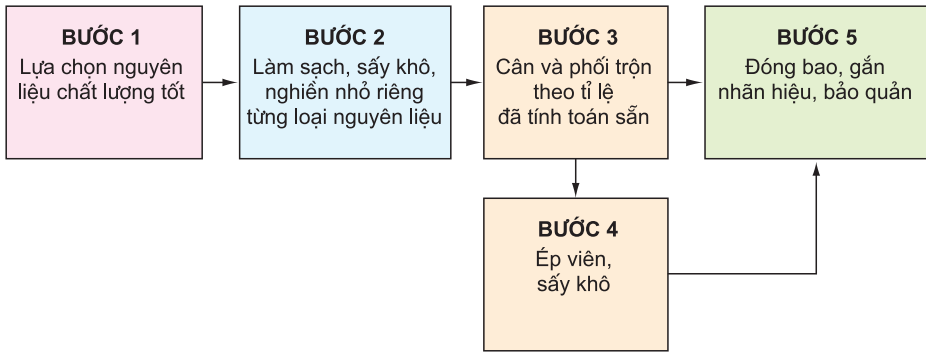 BƯỚC 1
Lựa chọn nguyên
liệu chất lượng tốt
BƯỚC 2
Làm sạch, sấy khô,
nghiền nhỏ riêng
từng loại nguyên liệu
BƯỚC 3
Cân và phối trộn
theo tỉ lệ
đã tính toán sẵn
BƯỚC 4
Ép viên,
sấy khô
BƯỚC 5
Đóng bao, gắn
nhãn hiệu, bảo quản